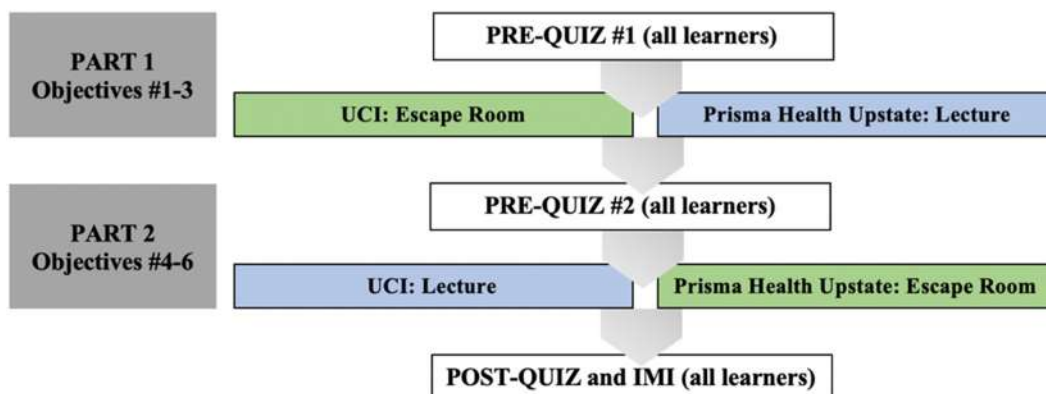 PRE-QUIZ #1 (all learners)
PART 1
Objectives #1-3
UCI: Escape Room
Prisma Health Upstate: Lecture
PRE-QUIZ #2 (all learners)
PART 2
Objectives #4-6
UCI: Lecture
Prisma Health Upstate: Escape Room
POST-QUIZ and IMI (all learners)